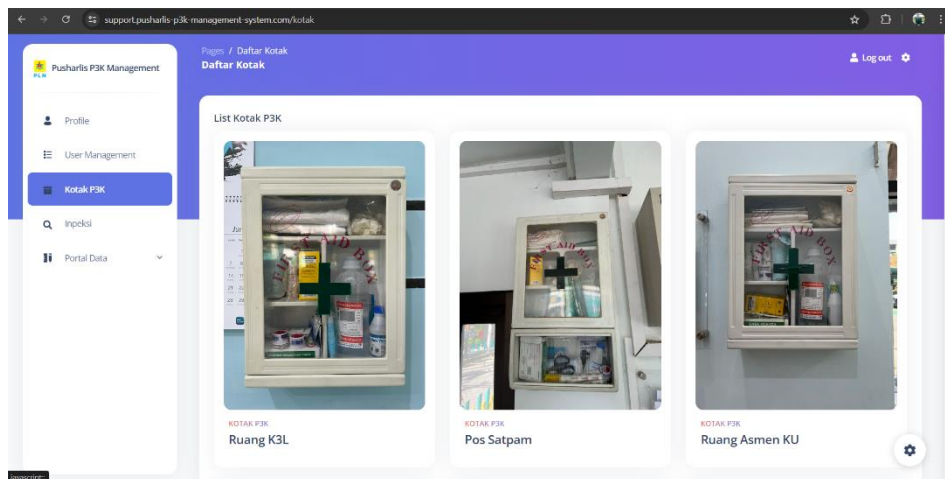 support.pusharlis-p3k-management-system.com/kotak
PLN
Pusharlis P3K Management
Pages / Daftar Kotak
Daftar Kotak
Log out
Profile
User Management
Kotak P3K
Inpeksi
Portal Data
List Kotak P3K
FIRST AID BOX
FIRST AID BOX
FIRST AID BOX
KOTAK P3K
Ruang K3L
KOTAK P3K
Pos Satpam
KOTAK P3K
Ruang Asmen KU